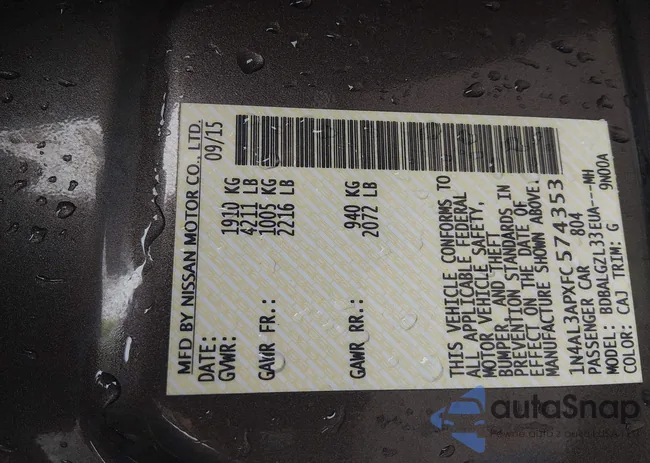 MFD BY NISSAN MOTOR CO., LTD.
DATE: 09/15
GVWR: 1910 KG
4211 LB
GAWR FR.: 1005 KG
2216 LB
GAWR RR.: 940 KG
2072 LB
THIS VEHICLE CONFORMS TO
ALL APPLICABLE FEDERAL
MOTOR VEHICLE SAFETY,
BUMPER, AND THEFT
PREVENTION STANDARDS IN
EFFECT ON THE DATE OF
MANUFACTURE SHOWN ABOVE.
1N4AL3APXFC574353
PASSENGER CAR 804
MODEL: BDBALGZL33EUA---MH
COLOR: CAJ TRIM: G 9N00A
autaSnap